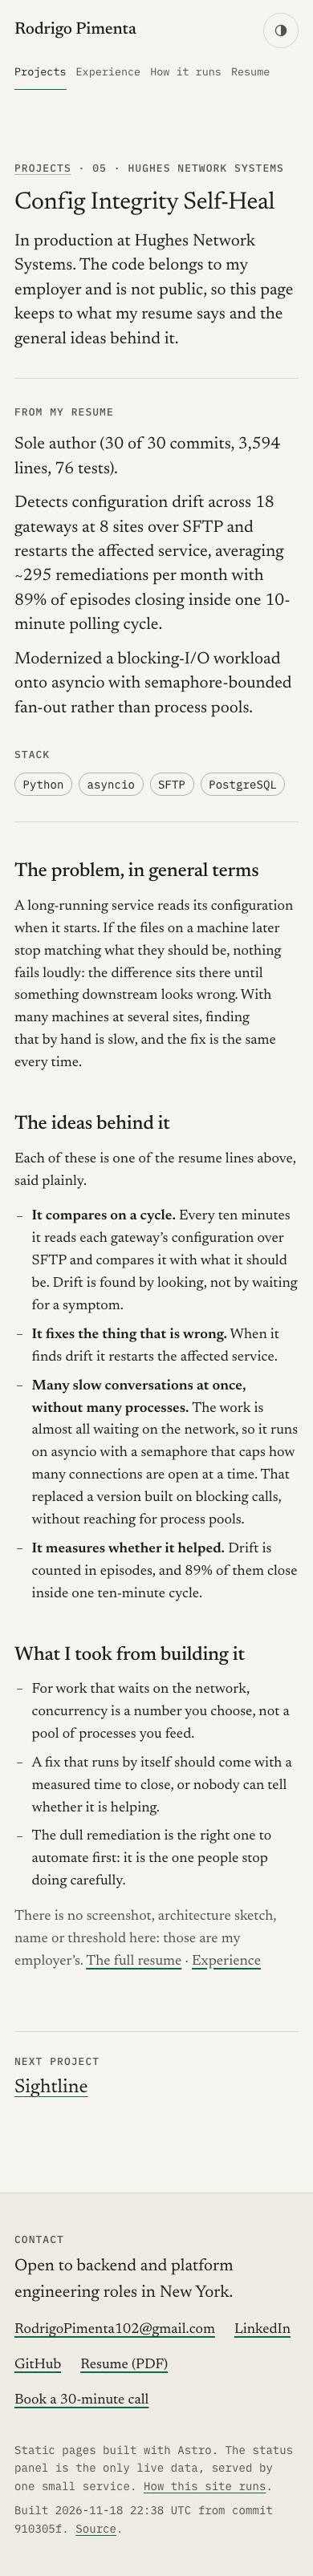 Rodrigo Pimenta
Projects Experience How it runs Resume
PROJECTS · 05 · HUGHES NETWORK SYSTEMS
Config Integrity Self-Heal
In production at Hughes Network
Systems. The code belongs to my
employer and is not public, so this page
keeps to what my resume says and the
general ideas behind it.
FROM MY RESUME
Sole author (30 of 30 commits, 3,594
lines, 76 tests).
Detects configuration drift across 18
gateways at 8 sites over SFTP and
restarts the affected service, averaging
~295 remediations per month with
89% of episodes closing inside one 10-
minute polling cycle.
Modernized a blocking-I/O workload
onto asyncio with semaphore-bounded
fan-out rather than process pools.
STACK
Python asyncio SFTP PostgreSQL
The problem, in general terms
A long-running service reads its configuration
when it starts. If the files on a machine later
stop matching what they should be, nothing
fails loudly: the difference sits there until
something downstream looks wrong. With
many machines at several sites, finding
that by hand is slow, and the fix is the same
every time.
The ideas behind it
Each of these is one of the resume lines above,
said plainly.
– It compares on a cycle. Every ten minutes
it reads each gateway’s configuration over
SFTP and compares it with what it should
be. Drift is found by looking, not by waiting
for a symptom.
– It fixes the thing that is wrong. When it
finds drift it restarts the affected service.
– Many slow conversations at once,
without many processes. The work is
almost all waiting on the network, so it runs
on asyncio with a semaphore that caps how
many connections are open at a time. That
replaced a version built on blocking calls,
without reaching for process pools.
– It measures whether it helped. Drift is
counted in episodes, and 89% of them close
inside one ten-minute cycle.
What I took from building it
– For work that waits on the network,
concurrency is a number you choose, not a
pool of processes you feed.
– A fix that runs by itself should come with a
measured time to close, or nobody can tell
whether it is helping.
– The dull remediation is the right one to
automate first: it is the one people stop
doing carefully.
There is no screenshot, architecture sketch,
name or threshold here: those are my
employer’s. The full resume · Experience
NEXT PROJECT
Sightline
CONTACT
Open to backend and platform
engineering roles in New York.
RodrigoPimenta102@gmail.com LinkedIn
GitHub Resume (PDF)
Book a 30-minute call
Static pages built with Astro. The status
panel is the only live data, served by
one small service. How this site runs.
Built 2026-11-18 22:38 UTC from commit
910305f. Source.